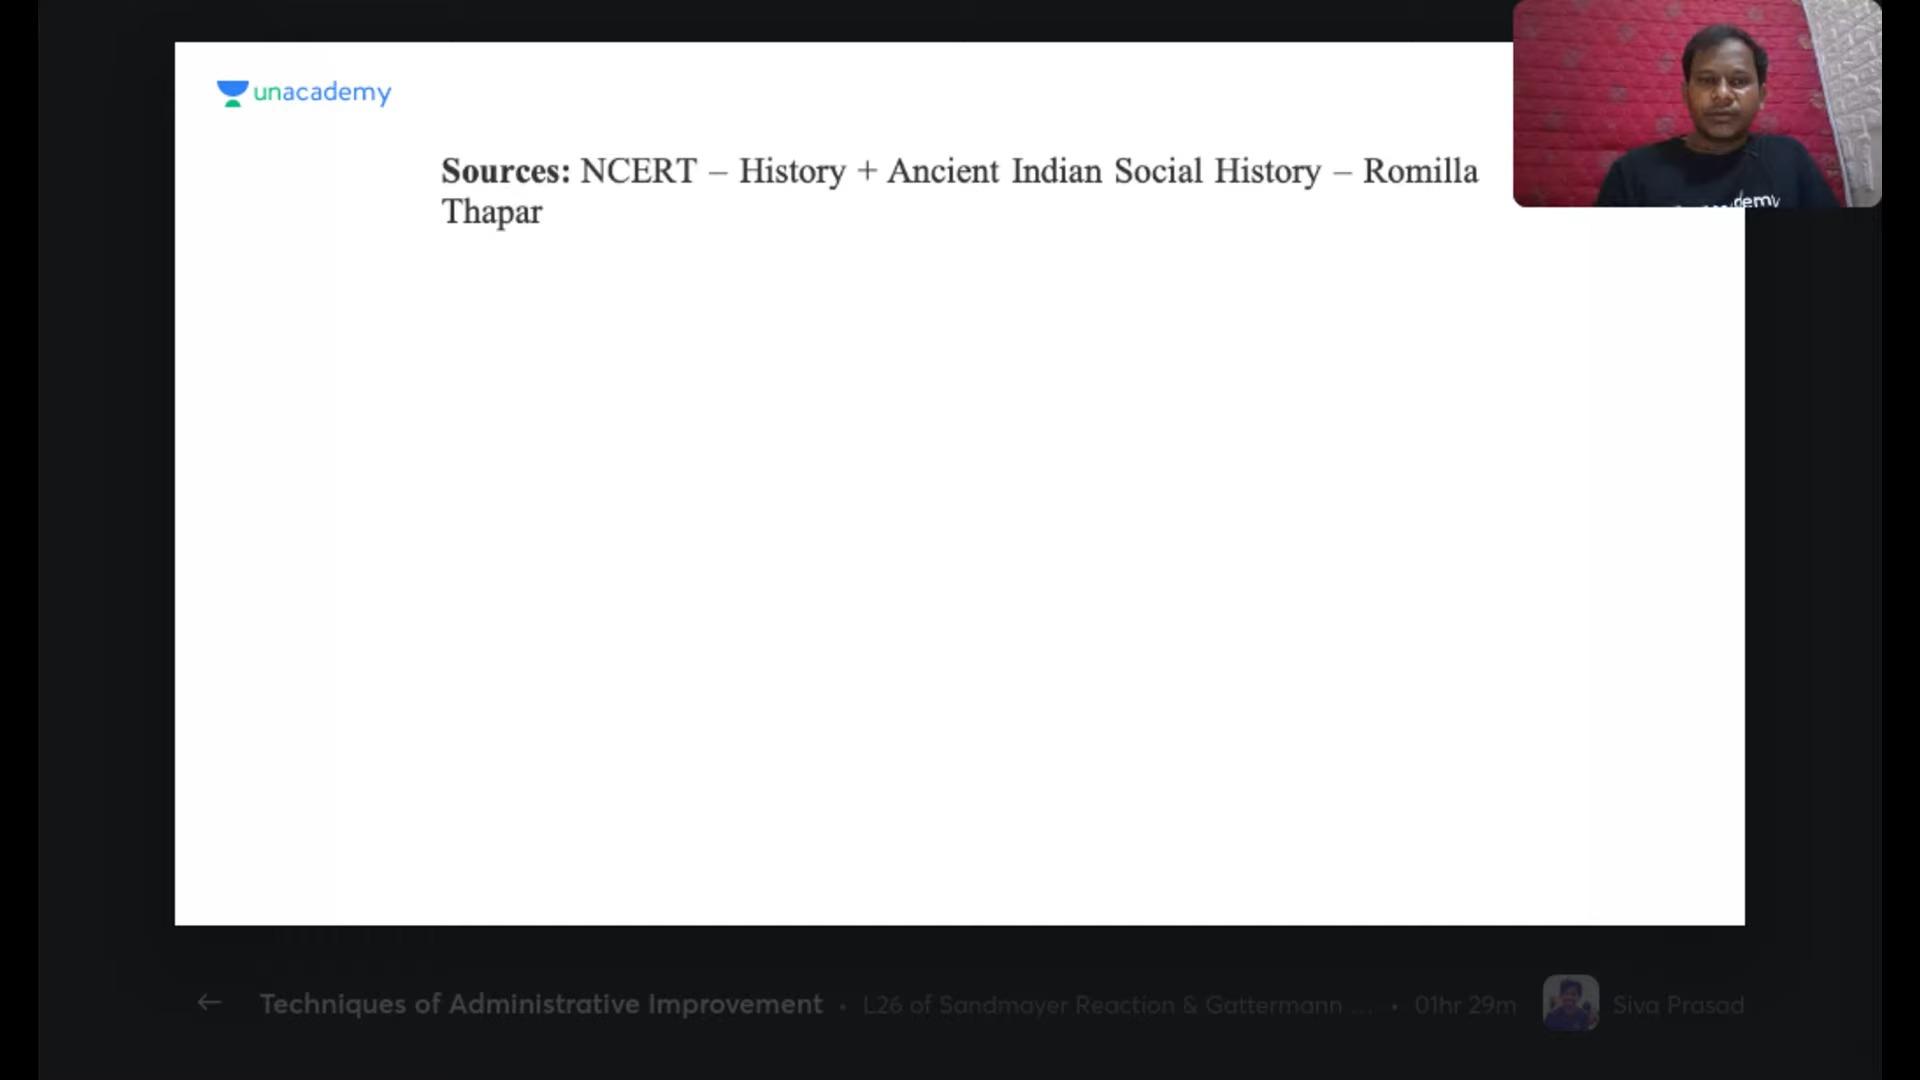 unacademy
Sources: NCERT – History + Ancient Indian Social History – Romilla
Thapar
demy
← Techniques of Administrative Improvement • L26 of Sandmayer Reaction & Gattermann ... • 01hr 29m Siva Prasad